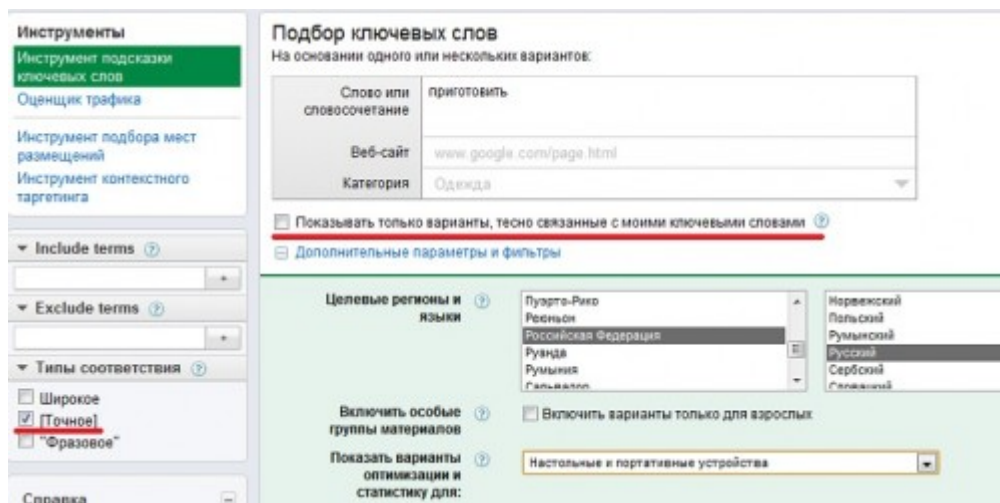 Инструменты
Инструмент подсказки
ключевых слов
Оценщик трафика
Инструмент подбора мест
размещений
Инструмент контекстного
таргетинга
Include terms
Exclude terms
Типы соответствия
Широкое
[Точное]
"Фразовое"
Справка
Подбор ключевых слов
На основании одного или нескольких вариантов:
Слово или
словосочетание
приготовить
Веб-сайт
www.google.com/page.html
Категория
Одежда
Показывать только варианты, тесно связанные с моими ключевыми словами
Дополнительные параметры и фильтры
Целевые регионы и
языки
Пуэрто-Рико
Реюньон
Российская Федерация
Руанда
Румыния
Сальвадор
Норвежский
Польский
Румынский
Русский
Сербский
Словацкий
Включить особые
группы материалов
Включить варианты только для взрослых
Показать варианты
оптимизации и
статистику для:
Настольные и портативные устройства